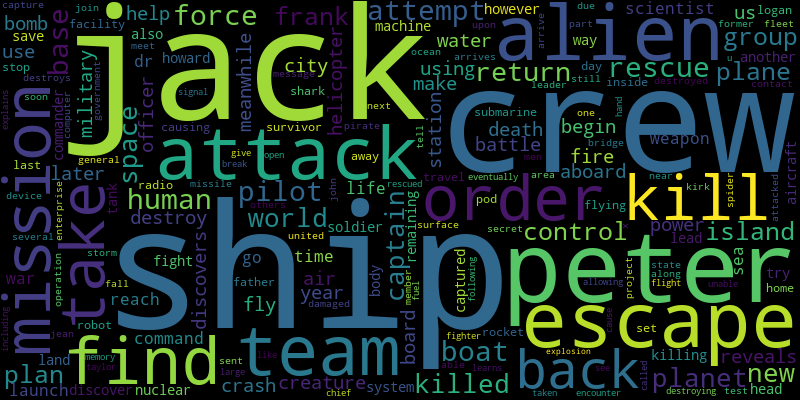 capture
join
facility
help
force
frank
attempt
however
scientist
logan
bomb
part
due
former
fleet
save
also
dr
howard
helicopter
machine
us
group
use
jack
alien
upon
way
another
stop
military
officer
meanwhile
city
water
arrive
destroys
base
using
return
rescue
plane
soon
commander
computer
government
ocean
arrives
make
day
still
inside
destroyed
u
explains
message
shark
submarine
leader
contact
signal
next
pirate
station
death
one
hand
space
causing
survivor
tell
battle
begin
bridge
weapon
general
attack
give
open
away
men
fire
crew
last
break
aboard
near
aircraft
mission
later
pilot
life
rescued
travel
area
device
radio
missile
john
order
kill
kirk
attacked
several
take
tank
human
others
captain
remaining
pod
flying
spider
enterprise
destroy
world
soldier
surface
secret
control
power
island
united
lead
storm
fight
discovery
go
time
body
ship
peter
sea
state
war
operation
father
air
captured
following
project
along
try
fall
fly
year
member
fuel
allowing
flight
unable
reach
damaged
home
including
robot
command
board
fighter
rocket
escape
cause
jean
set
land
find
sent
team
boat
explosion
killing
reveals
plan
memory
taylor
like
able
learns
back
see
called
planet
new
launch
discover
nuclear
crash
large
creature
system
chief
killed
taken
encounter
destroying
test
head
eventually
meet